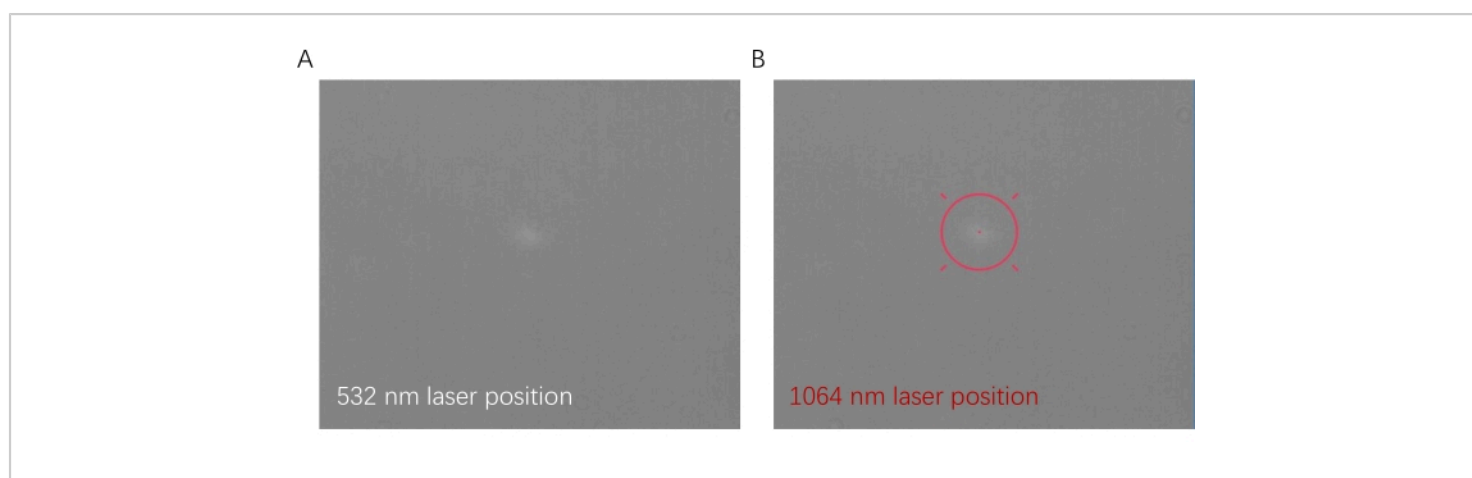 A
B
532 nm laser position
1064 nm laser position